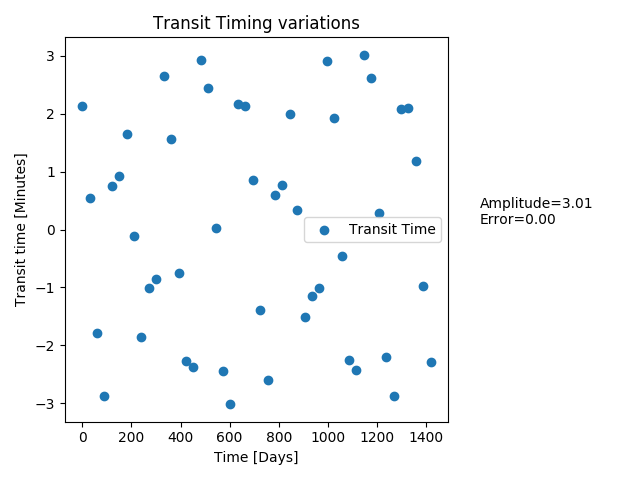 Transit Timing variations
Transit time [Minutes]
3
2
1
0
−1
−2
−3
Transit Time
Amplitude=3.01
Error=0.00
0 200 400 600 800 1000 1200 1400
Time [Days]